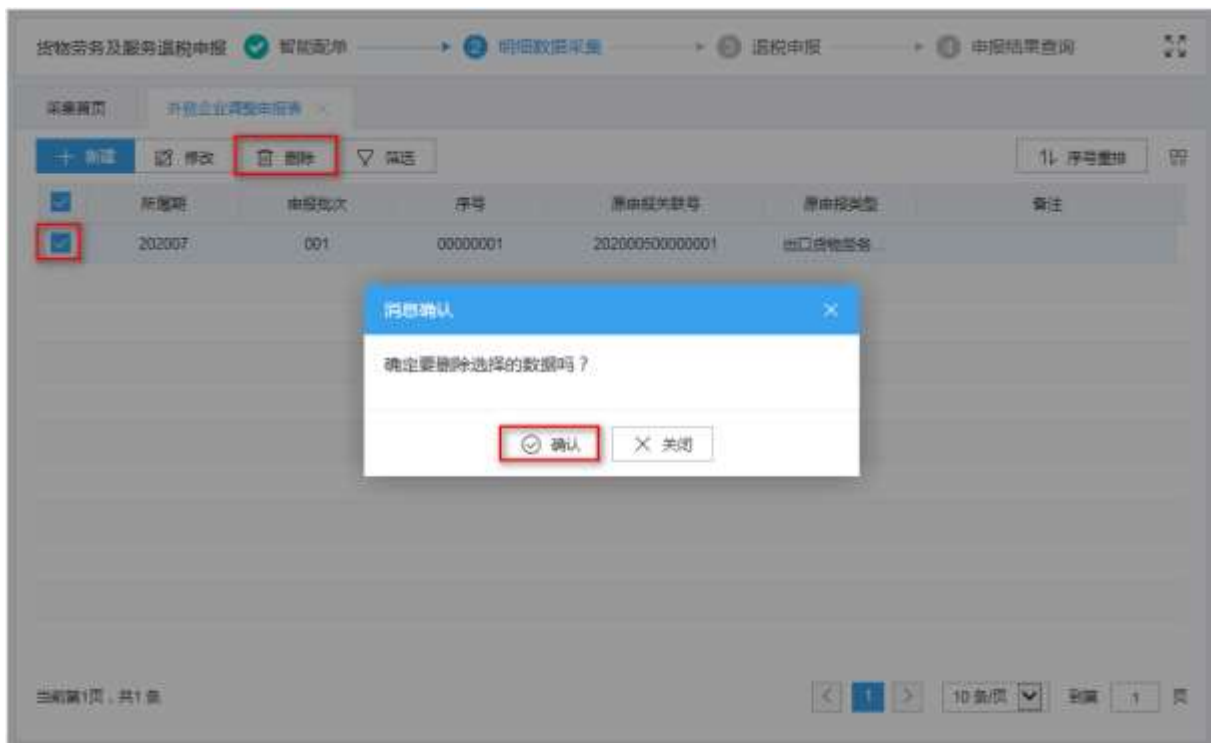 货物劳务及服务退税申报 智能配单 2 明细数据采集 3 退税申报 4 申报结果查询
采集首页 外贸企业调整申报表 ×
+ 新建 修改 删除 筛选 序号重排
所属期 申报批次 序号 原申报关联号 原申报类型 备注
202007 001 00000001 202000500000001 出口货物劳务...
消息确认 ×
确定要删除选择的数据吗？
确认 × 关闭
当前第1页，共1条 < 1 > 10 条/页 到第 1 页